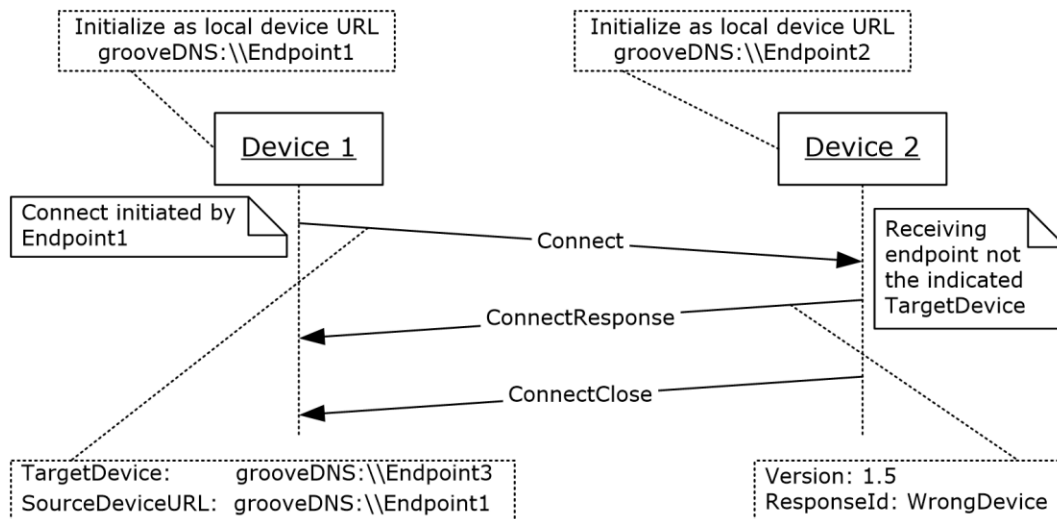 Initialize as local device URL
grooveDNS:\\Endpoint1
Initialize as local device URL
grooveDNS:\\Endpoint2
Device 1
Device 2
Connect initiated by
Endpoint1
Connect
Receiving
endpoint not
the indicated
TargetDevice
ConnectResponse
ConnectClose
TargetDevice: grooveDNS:\\Endpoint3
SourceDeviceURL: grooveDNS:\\Endpoint1
Version: 1.5
ResponseId: WrongDevice